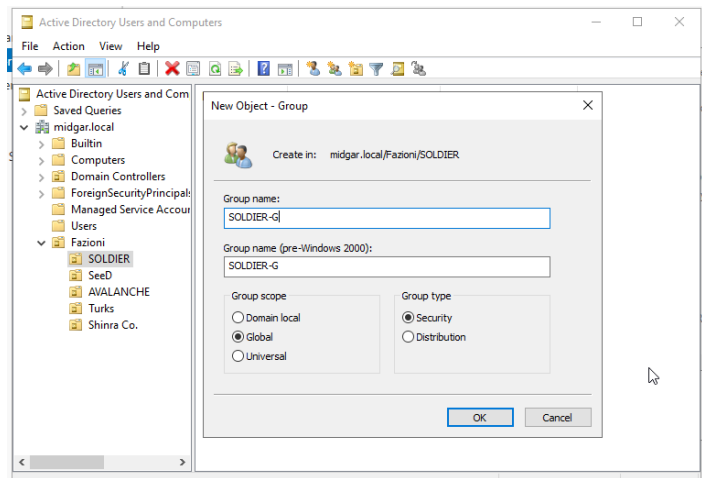 Active Directory Users and Computers
File Action View Help
Active Directory Users and Com
Saved Queries
midgar.local
Builtin
Computers
Domain Controllers
ForeignSecurityPrincipals
Managed Service Accour
Users
Fazioni
SOLDIER
SeeD
AVALANCHE
Turks
Shinra Co.
New Object - Group
Create in: midgar.local/Fazioni/SOLDIER
Group name:
SOLDIER-G
Group name (pre-Windows 2000):
SOLDIER-G
Group scope
Domain local
Global
Universal
Group type
Security
Distribution
OK Cancel